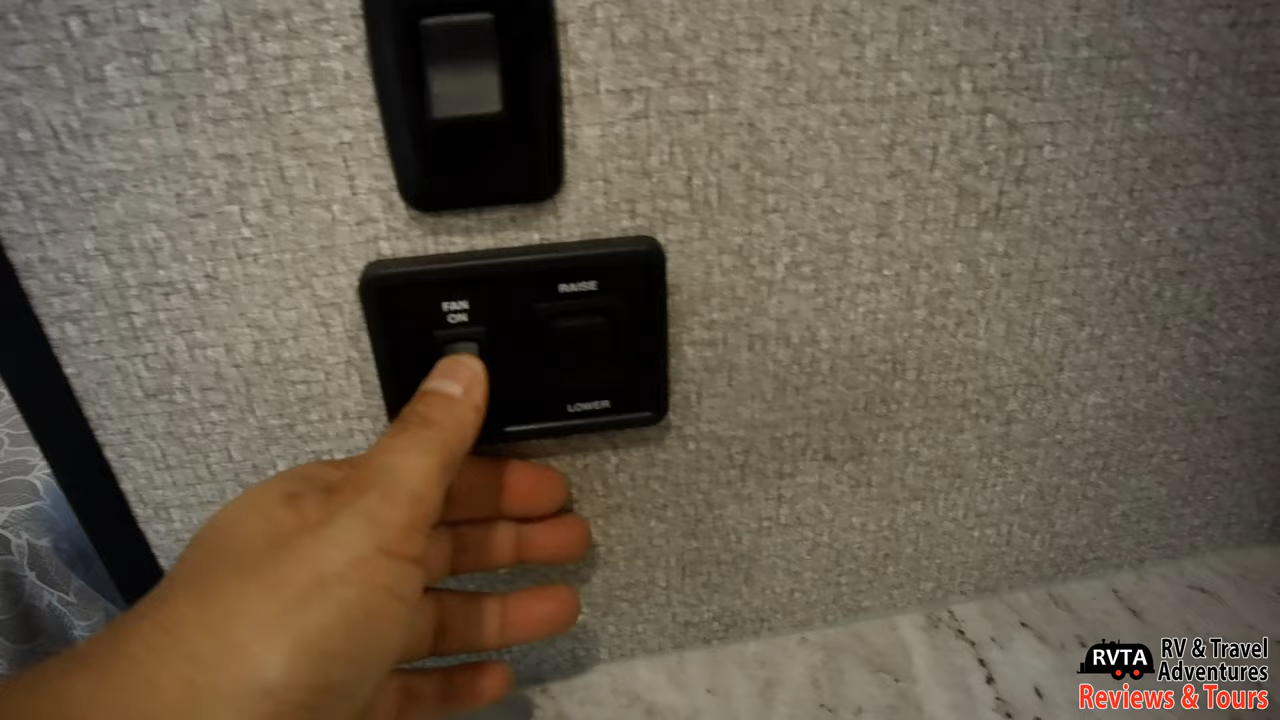 FAN
ON
RAISE
LOWER
RVTA
RV & Travel
Adventures
Reviews & Tours